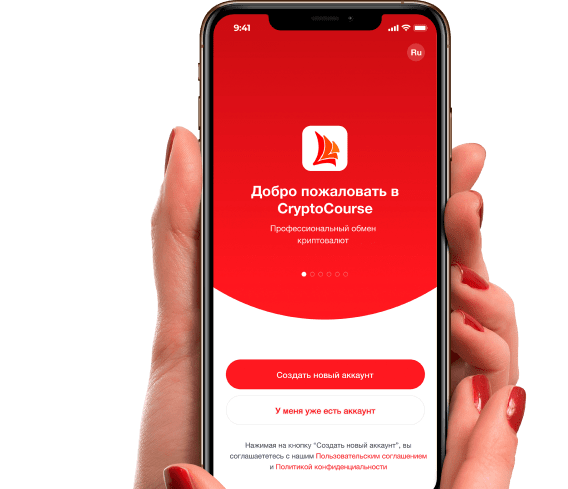 9:41
Ru
Добро пожаловать в
CryptoCourse
Профессиональный обмен
криптовалют
Создать новый аккаунт
У меня уже есть аккаунт
Нажимая на кнопку "Создать новый аккаунт", вы
соглашаетесь с нашим Пользовательским соглашением
и Политикой конфиденциальности